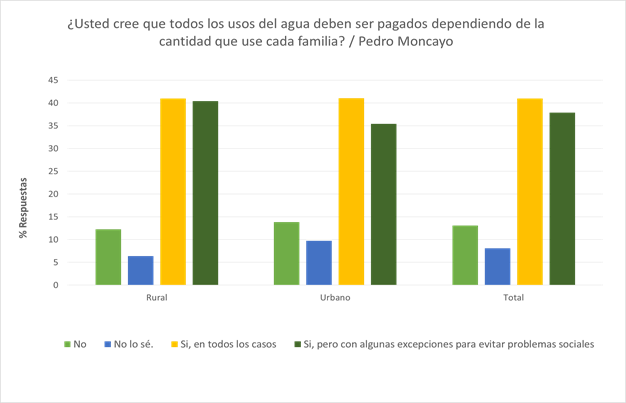 ¿Usted cree que todos los usos del agua deben ser pagados dependiendo de la
cantidad que use cada familia? / Pedro Moncayo
% Respuestas
45
40
35
30
25
20
15
10
5
0
Rural Urbano Total
No No lo sé. Si, en todos los casos Si, pero con algunas excepciones para evitar problemas sociales